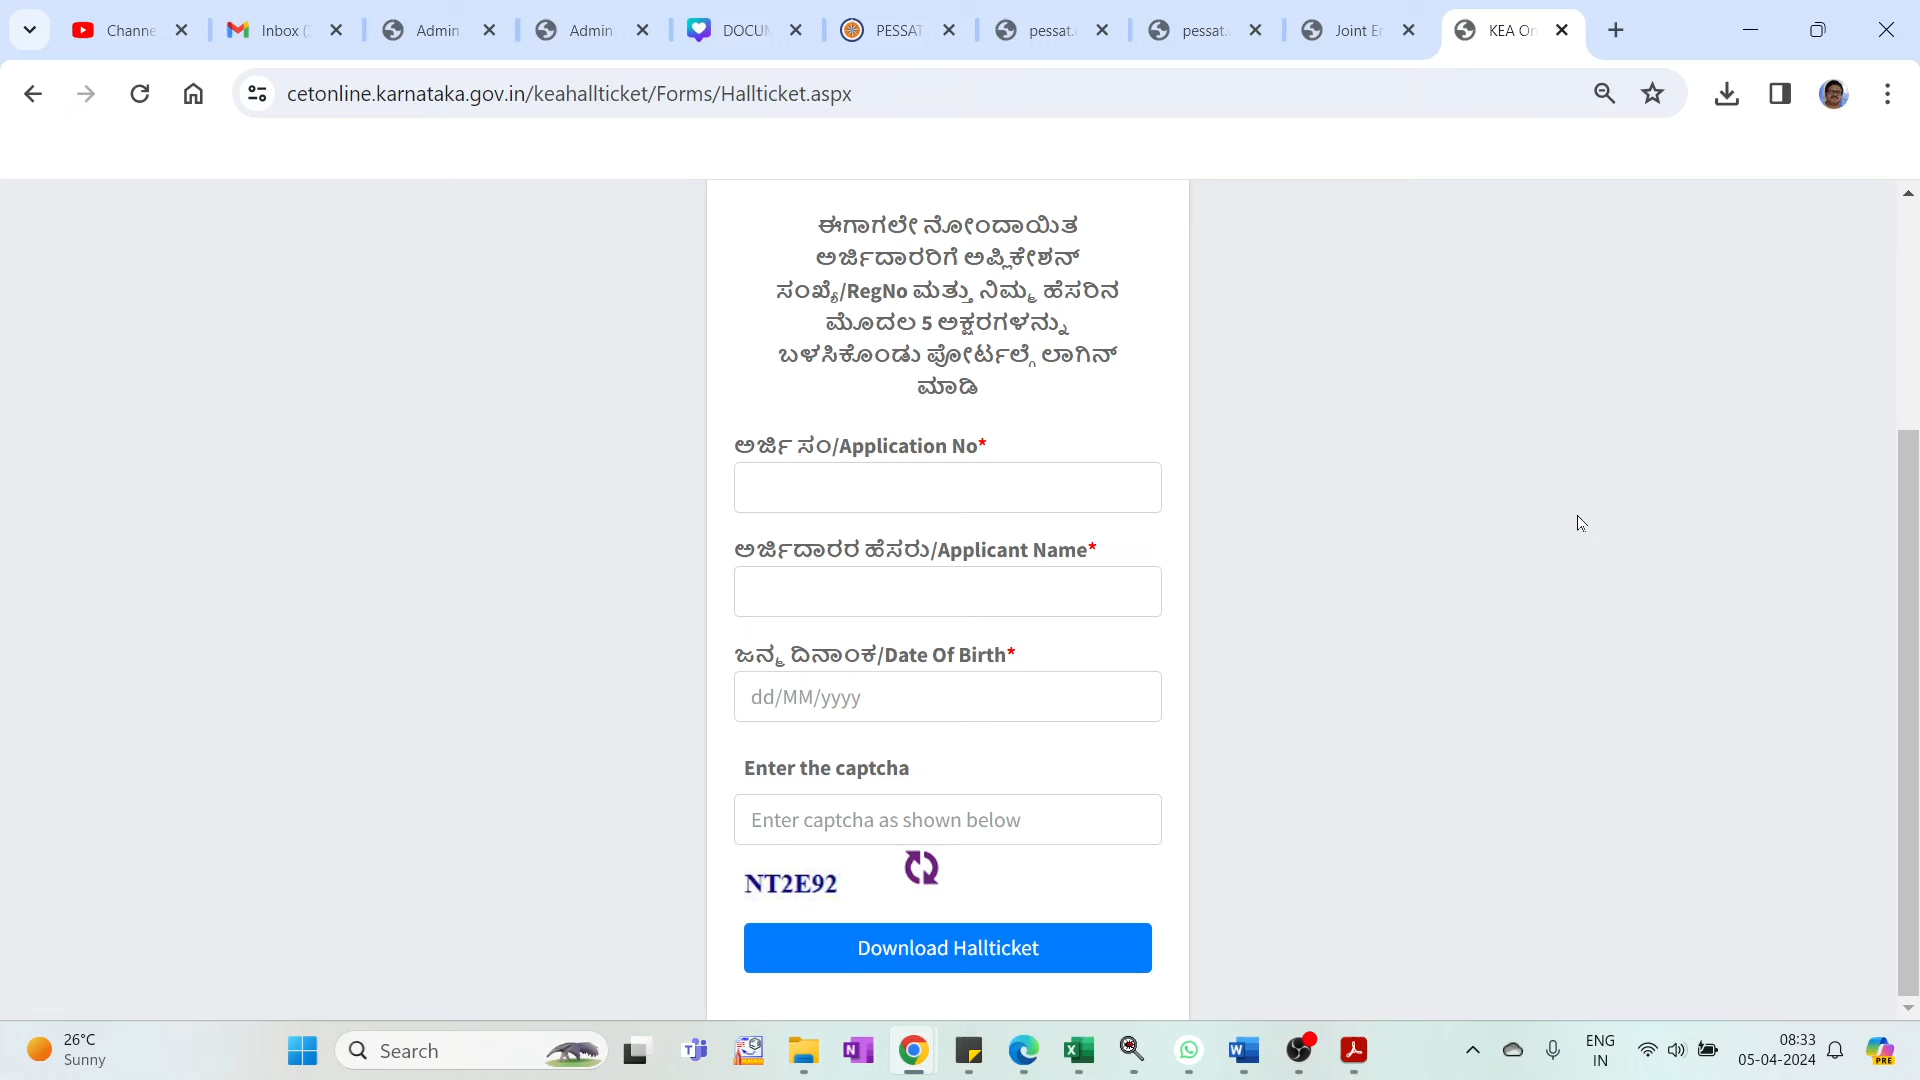 Channe
Inbox (
Admin
Admin
DOCUM
PESSAT
pessat.
pessat.
Joint E
KEA On
cetonline.karnataka.gov.in/keahallticket/Forms/Hallticket.aspx
ಈಗಾಗಲೇ ನೋಂದಾಯಿತ
ಅರ್ಜಿದಾರರಿಗೆ ಅಪ್ಲಿಕೇಶನ್
ಸಂಖ್ಯೆ/RegNo ಮತ್ತು ನಿಮ್ಮ ಹೆಸರಿನ
ಮೊದಲ 5 ಅಕ್ಷರಗಳನ್ನು
ಬಳಸಿಕೊಂಡು ಪೋರ್ಟಲ್ಗೆ ಲಾಗಿನ್
ಮಾಡಿ
ಅರ್ಜಿ ಸಂ/Application No*
ಅರ್ಜಿದಾರರ ಹೆಸರು/Applicant Name*
ಜನ್ಮ ದಿನಾಂಕ/Date Of Birth*
dd/MM/yyyy
Enter the captcha
Enter captcha as shown below
NT2E92
Download Hallticket
26°C
Sunny
Search
ENG
IN
08:33
05-04-2024
PRE